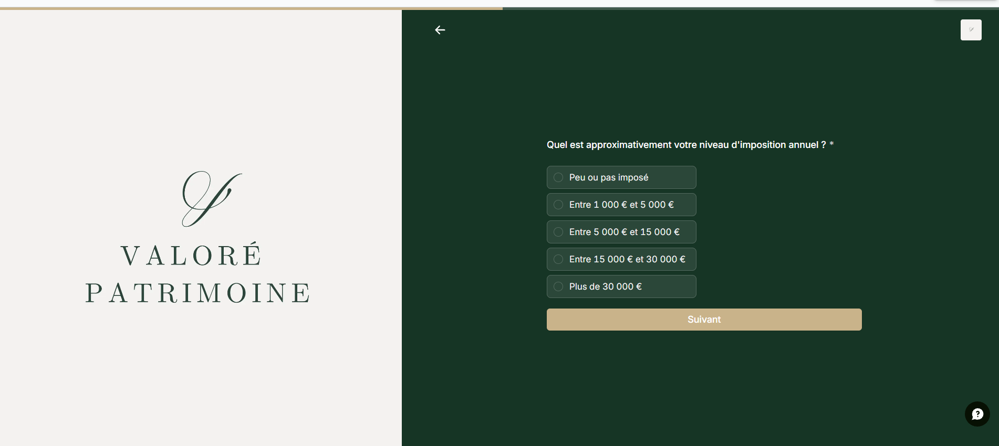 VALORÉ
PATRIMOINE
Quel est approximativement votre niveau d'imposition annuel ? *
Peu ou pas imposé
Entre 1 000 € et 5 000 €
Entre 5 000 € et 15 000 €
Entre 15 000 € et 30 000 €
Plus de 30 000 €
Suivant